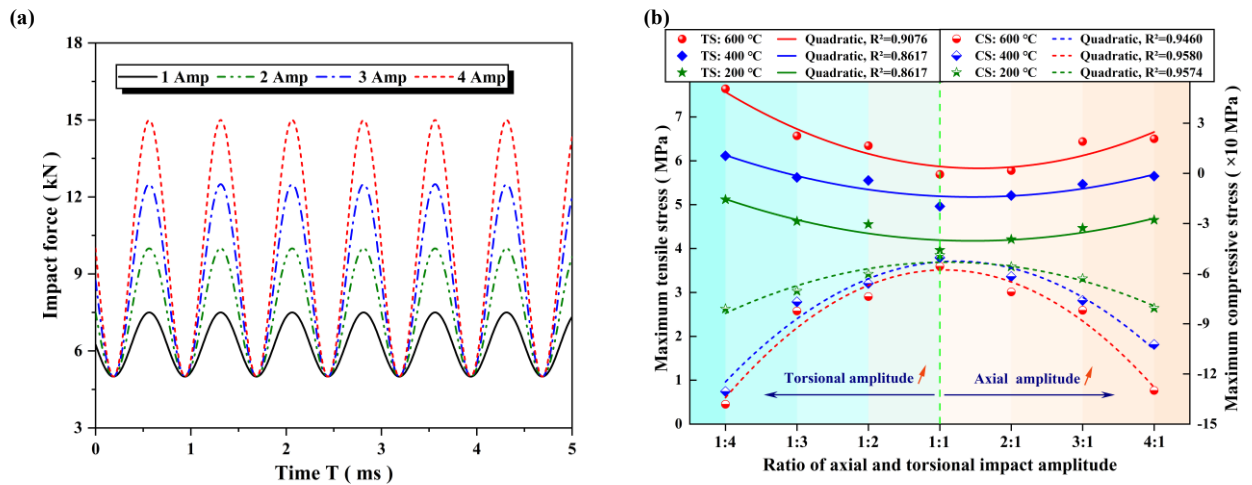 (a)
18
15
12
9
6
3
Impact force ( kN )
1 Amp 2 Amp 3 Amp 4 Amp
0 1 2 3 4 5
Time T ( ms )
(b)
TS: 600 ℃ Quadratic, R²=0.9076 CS: 600 ℃ Quadratic, R²=0.9460
TS: 400 ℃ Quadratic, R²=0.8617 CS: 400 ℃ Quadratic, R²=0.9580
TS: 200 ℃ Quadratic, R²=0.8617 CS: 200 ℃ Quadratic, R²=0.9574
Maximum tensile stress ( MPa )
7
6
5
4
3
2
1
0
Torsional amplitude
Axial amplitude
3
0
-3
-6
-9
-12
-15
Maximum compressive stress ( ×10 MPa )
1:4 1:3 1:2 1:1 2:1 3:1 4:1
Ratio of axial and torsional impact amplitude